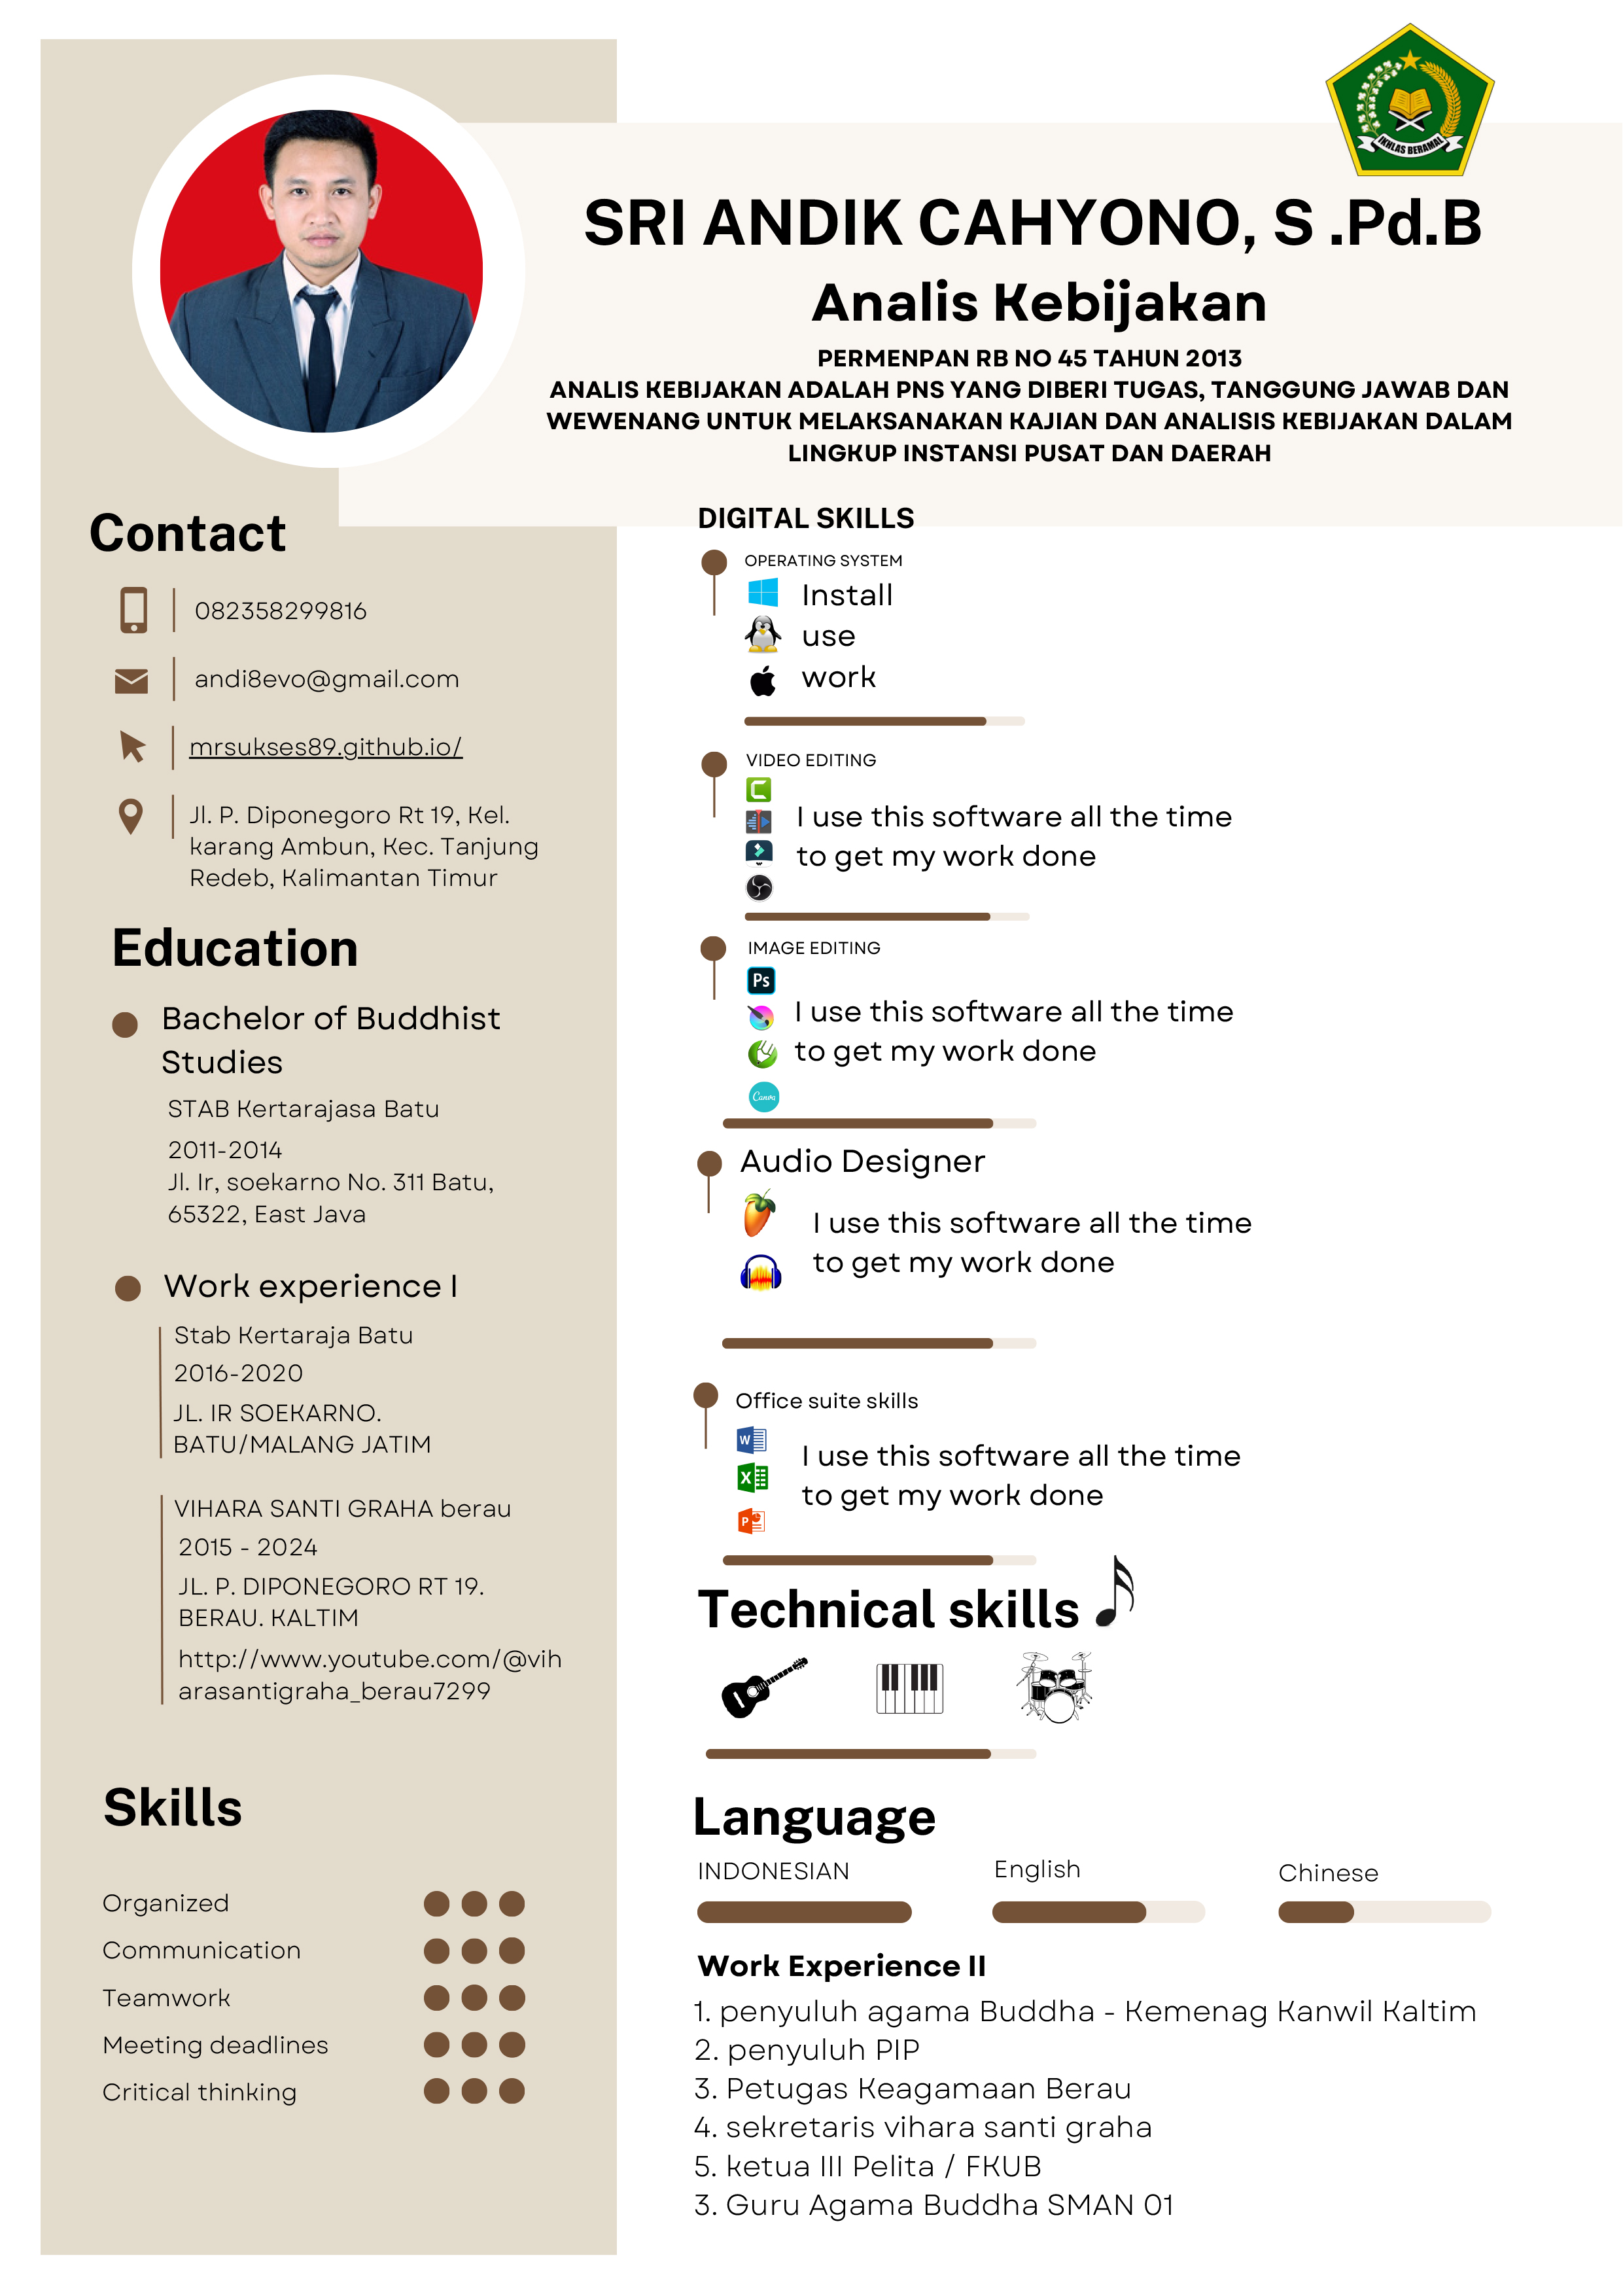 IKHLAS BERAMAL
SRI ANDIK CAHYONO, S .Pd.B
Analis Kebijakan
PERMENPAN RB NO 45 TAHUN 2013
ANALIS KEBIJAKAN ADALAH PNS YANG DIBERI TUGAS, TANGGUNG JAWAB DAN
WEWENANG UNTUK MELAKSANAKAN KAJIAN DAN ANALISIS KEBIJAKAN DALAM
LINGKUP INSTANSI PUSAT DAN DAERAH
Contact
082358299816
andi8evo@gmail.com
mrsukses89.github.io/
Jl. P. Diponegoro Rt 19, Kel.
karang Ambun, Kec. Tanjung
Redeb, Kalimantan Timur
Education
Bachelor of Buddhist
Studies
STAB Kertarajasa Batu
2011-2014
Jl. Ir, soekarno No. 311 Batu,
65322, East Java
Work experience I
Stab Kertaraja Batu
2016-2020
JL. IR SOEKARNO.
BATU/MALANG JATIM
VIHARA SANTI GRAHA berau
2015 - 2024
JL. P. DIPONEGORO RT 19.
BERAU. KALTIM
http://www.youtube.com/@vih
arasantigraha_berau7299
Skills
Organized
Communication
Teamwork
Meeting deadlines
Critical thinking
DIGITAL SKILLS
OPERATING SYSTEM
Install
use
work
VIDEO EDITING
I use this software all the time
to get my work done
IMAGE EDITING
Ps
I use this software all the time
to get my work done
Canva
Audio Designer
I use this software all the time
to get my work done
Office suite skills
W
X
P
I use this software all the time
to get my work done
Technical skills
Language
INDONESIAN
English
Chinese
Work Experience II
1. penyuluh agama Buddha - Kemenag Kanwil Kaltim
2. penyuluh PIP
3. Petugas Keagamaan Berau
4. sekretaris vihara santi graha
5. ketua III Pelita / FKUB
3. Guru Agama Buddha SMAN 01